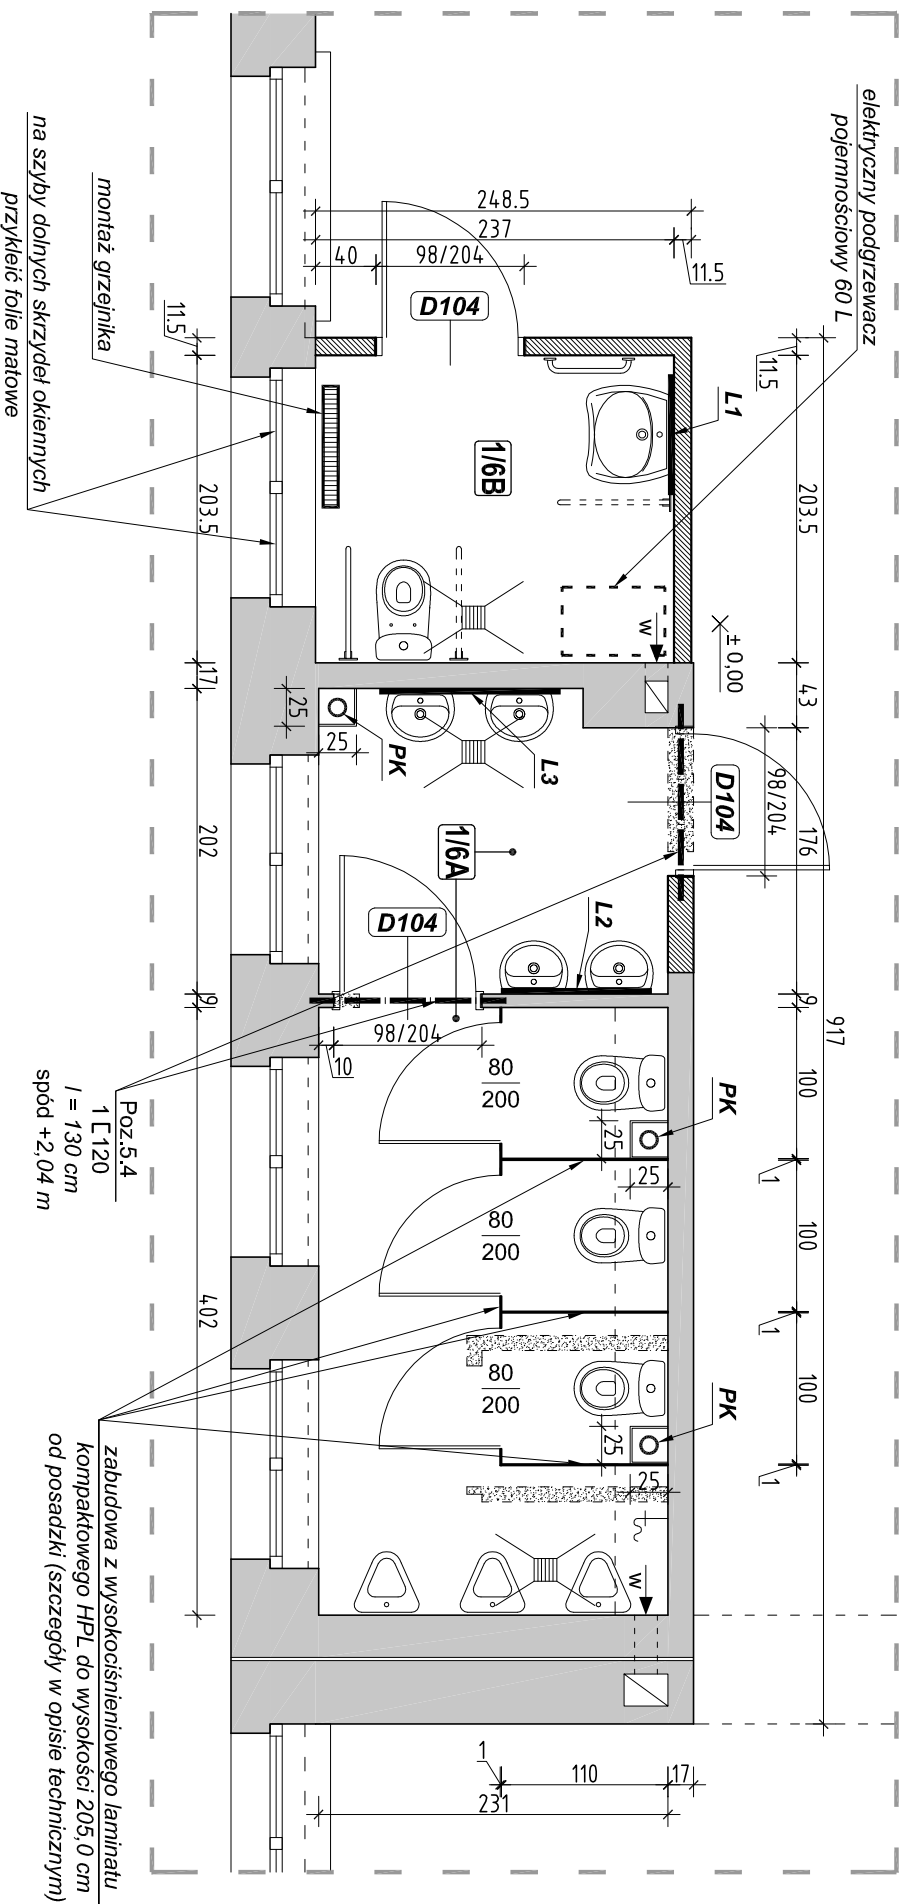 elektryczny podgrzewacz
pojemnościowy 60 L
248.5
237
11.5
40
98/204
D104
11.5
11.5
L1
203.5
203.5
1/6B
montaż grzejnika
na szyby dolnych skrzydeł okiennych
przykleić folie matowe
W
± 0,00
17
43
25
25
PK
L3
98/204
D104
176
202
1/6A
D104
L2
9
9
917
98/204
10
80
200
PK
25
25
100
1
Poz.5.4
1 [ 120
l = 130 cm
spód +2,04 m
80
200
100
1
402
80
200
PK
25
25
100
1
W
zabudowa z wysokociśnieniowego laminatu
kompaktowego HPL do wysokości 205,0 cm
od posadzki (szczegóły w opisie technicznym)
1
110
17
231